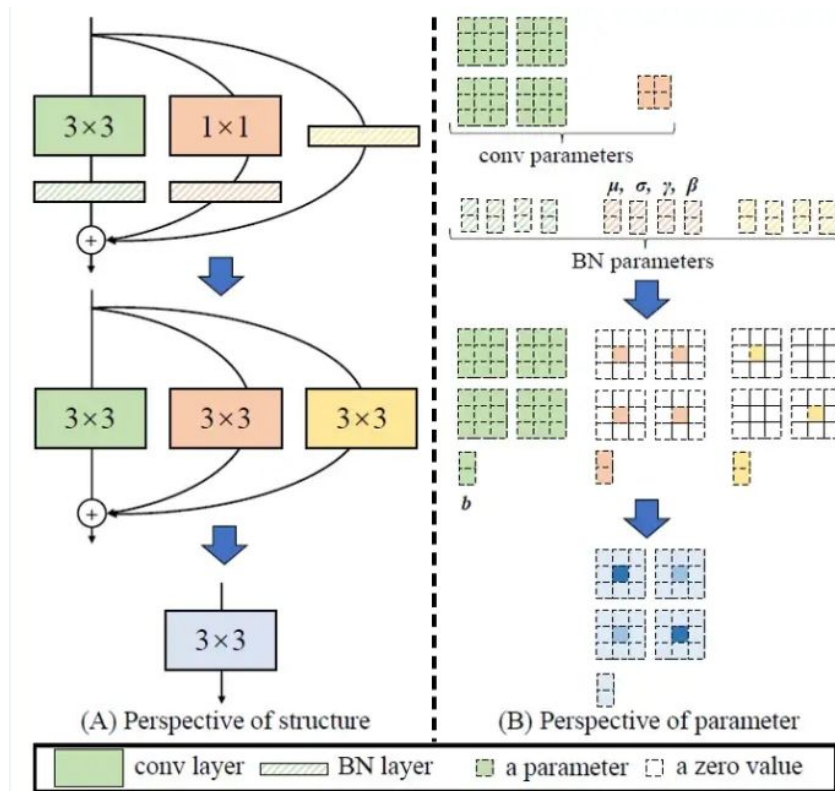 3×3
1×1
conv parameters
μ, σ, γ, β
BN parameters
3×3
3×3
3×3
b
3×3
(A) Perspective of structure
(B) Perspective of parameter
conv layer
BN layer
a parameter
a zero value